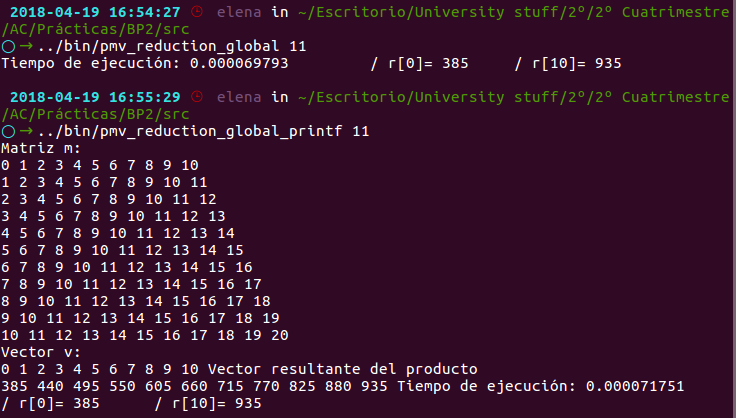 2018-04-19 16:54:27 elena in ~/Escritorio/University stuff/2º/2º Cuatrimestre
/AC/Prácticas/BP2/src
○ → ../bin/pmv_reduction_global 11
Tiempo de ejecución: 0.000069793 / r[0]= 385 / r[10]= 935
2018-04-19 16:55:29 elena in ~/Escritorio/University stuff/2º/2º Cuatrimestre
/AC/Prácticas/BP2/src
○ → ../bin/pmv_reduction_global_printf 11
Matriz m:
0 1 2 3 4 5 6 7 8 9 10
1 2 3 4 5 6 7 8 9 10 11
2 3 4 5 6 7 8 9 10 11 12
3 4 5 6 7 8 9 10 11 12 13
4 5 6 7 8 9 10 11 12 13 14
5 6 7 8 9 10 11 12 13 14 15
6 7 8 9 10 11 12 13 14 15 16
7 8 9 10 11 12 13 14 15 16 17
8 9 10 11 12 13 14 15 16 17 18
9 10 11 12 13 14 15 16 17 18 19
10 11 12 13 14 15 16 17 18 19 20
Vector v:
0 1 2 3 4 5 6 7 8 9 10 Vector resultante del producto
385 440 495 550 605 660 715 770 825 880 935 Tiempo de ejecución: 0.000071751
/ r[0]= 385 / r[10]= 935